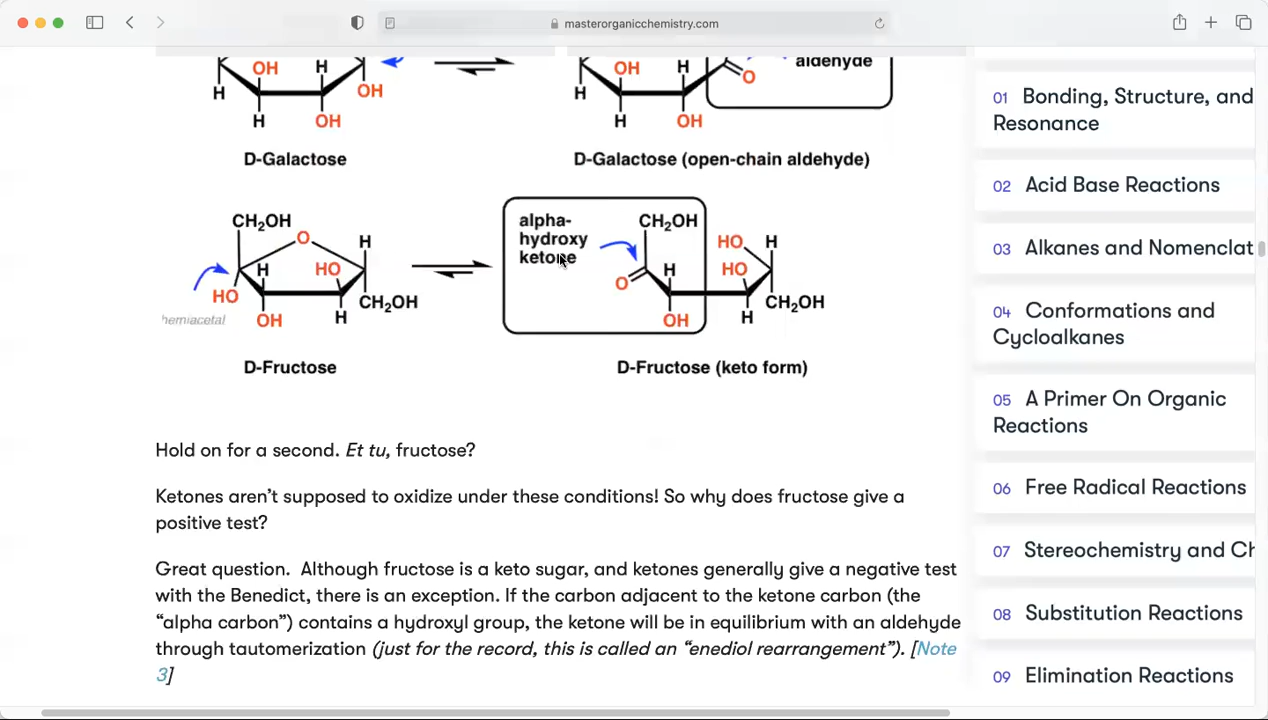 masterorganicchemistry.com
OH H
H OH
H OH
D-Galactose
OH H
aldehyde
O
H
H OH
D-Galactose (open-chain aldehyde)
CH₂OH
O H
H HO
HO
CH₂OH
OH H
hemiacetal
D-Fructose
alpha-
hydroxy
ketone
CH₂OH
HO H
H HO
O
CH₂OH
OH H
D-Fructose (keto form)
Hold on for a second. Et tu, fructose?
Ketones aren’t supposed to oxidize under these conditions! So why does fructose give a
positive test?
Great question. Although fructose is a keto sugar, and ketones generally give a negative test
with the Benedict, there is an exception. If the carbon adjacent to the ketone carbon (the
“alpha carbon”) contains a hydroxyl group, the ketone will be in equilibrium with an aldehyde
through tautomerization (just for the record, this is called an “enediol rearrangement”). [Note
3]
01 Bonding, Structure, and
Resonance
02 Acid Base Reactions
03 Alkanes and Nomenclat
04 Conformations and
Cycloalkanes
05 A Primer On Organic
Reactions
06 Free Radical Reactions
07 Stereochemistry and Ch
08 Substitution Reactions
09 Elimination Reactions